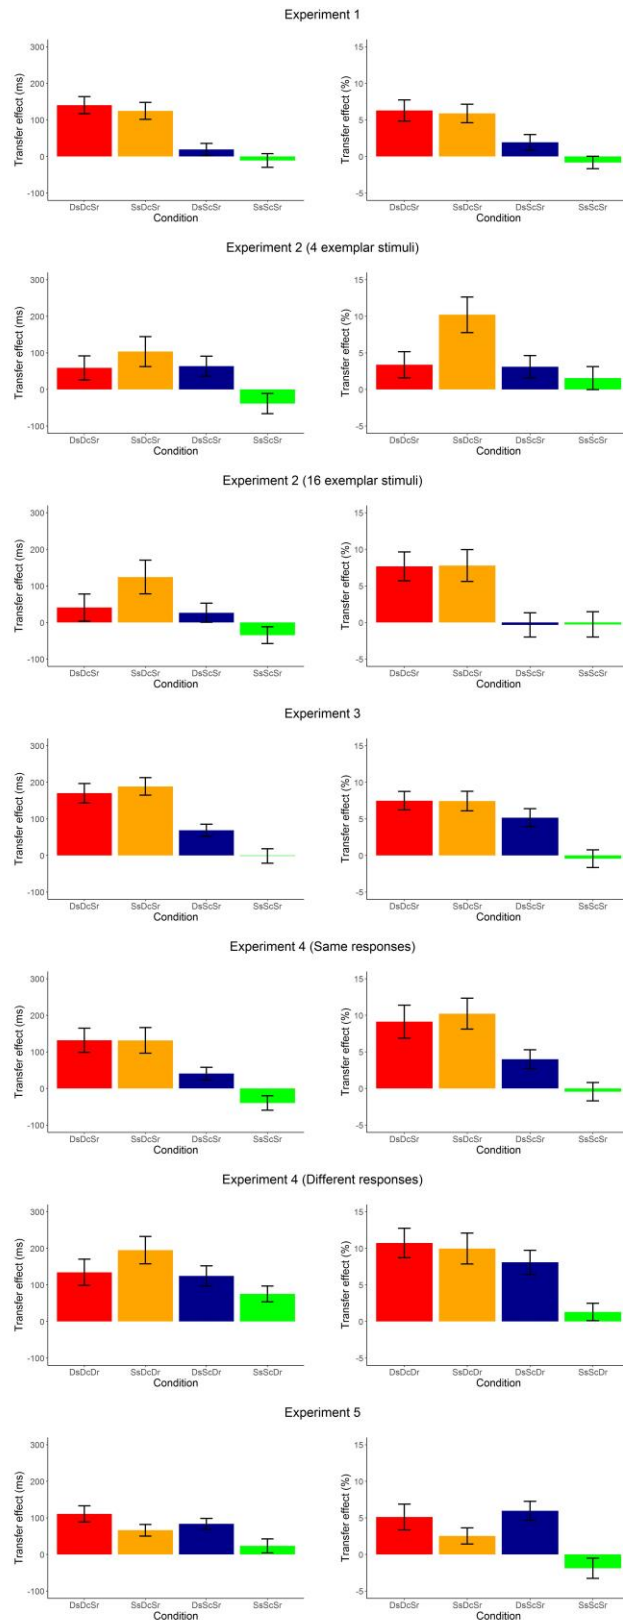 Experiment 1
Transfer effect (ms)
300
200
100
0
-100
DsDcSr SsDcSr DsScSr SsScSr
Condition
Transfer effect (%)
15
10
5
0
-5
DsDcSr SsDcSr DsScSr SsScSr
Condition
Experiment 2 (4 exemplar stimuli)
Transfer effect (ms)
300
200
100
0
-100
DsDcSr SsDcSr DsScSr SsScSr
Condition
Transfer effect (%)
15
10
5
0
-5
DsDcSr SsDcSr DsScSr SsScSr
Condition
Experiment 2 (16 exemplar stimuli)
Transfer effect (ms)
300
200
100
0
-100
DsDcSr SsDcSr DsScSr SsScSr
Condition
Transfer effect (%)
15
10
5
0
-5
DsDcSr SsDcSr DsScSr SsScSr
Condition
Experiment 3
Transfer effect (ms)
300
200
100
0
-100
DsDcSr SsDcSr DsScSr SsScSr
Condition
Transfer effect (%)
15
10
5
0
-5
DsDcSr SsDcSr DsScSr SsScSr
Condition
Experiment 4 (Same responses)
Transfer effect (ms)
300
200
100
0
-100
DsDcSr SsDcSr DsScSr SsScSr
Condition
Transfer effect (%)
15
10
5
0
-5
DsDcSr SsDcSr DsScSr SsScSr
Condition
Experiment 4 (Different responses)
Transfer effect (ms)
300
200
100
0
-100
DsDcDr SsDcDr DsScDr SsScDr
Condition
Transfer effect (%)
15
10
5
0
-5
DsDcDr SsDcDr DsScDr SsScDr
Condition
Experiment 5
Transfer effect (ms)
300
200
100
0
-100
DsDcSr SsDcSr DsScSr SsScSr
Condition
Transfer effect (%)
15
10
5
0
-5
DsDcSr SsDcSr DsScSr SsScSr
Condition